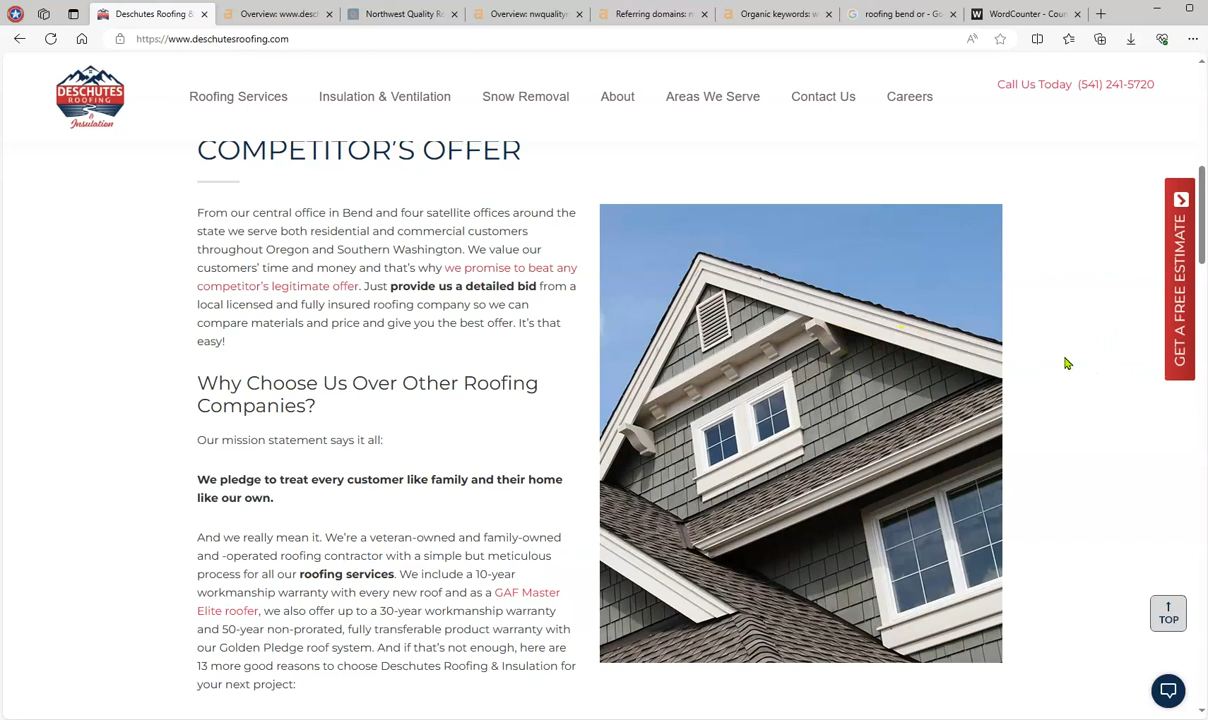 Deschutes Roofing &
Overview: www.desc
Northwest Quality R
Overview: nwquality
Referring domains: n
Organic keywords: w
roofing bend or - Go
WordCounter - Coun
https://www.deschutesroofing.com
DESCHUTES
ROOFING
&
Insulation
Roofing Services
Insulation & Ventilation
Snow Removal
About
Areas We Serve
Contact Us
Careers
Call Us Today (541) 241-5720
COMPETITOR'S OFFER
From our central office in Bend and four satellite offices around the
state we serve both residential and commercial customers
throughout Oregon and Southern Washington. We value our
customers' time and money and that's why we promise to beat any
competitor's legitimate offer. Just provide us a detailed bid from a
local licensed and fully insured roofing company so we can
compare materials and price and give you the best offer. It's that
easy!
Why Choose Us Over Other Roofing
Companies?
Our mission statement says it all:
We pledge to treat every customer like family and their home
like our own.
And we really mean it. We're a veteran-owned and family-owned
and -operated roofing contractor with a simple but meticulous
process for all our roofing services. We include a 10-year
workmanship warranty with every new roof and as a GAF Master
Elite roofer, we also offer up to a 30-year workmanship warranty
and 50-year non-prorated, fully transferable product warranty with
our Golden Pledge roof system. And if that's not enough, here are
13 more good reasons to choose Deschutes Roofing & Insulation for
your next project:
GET A FREE ESTIMATE
TOP